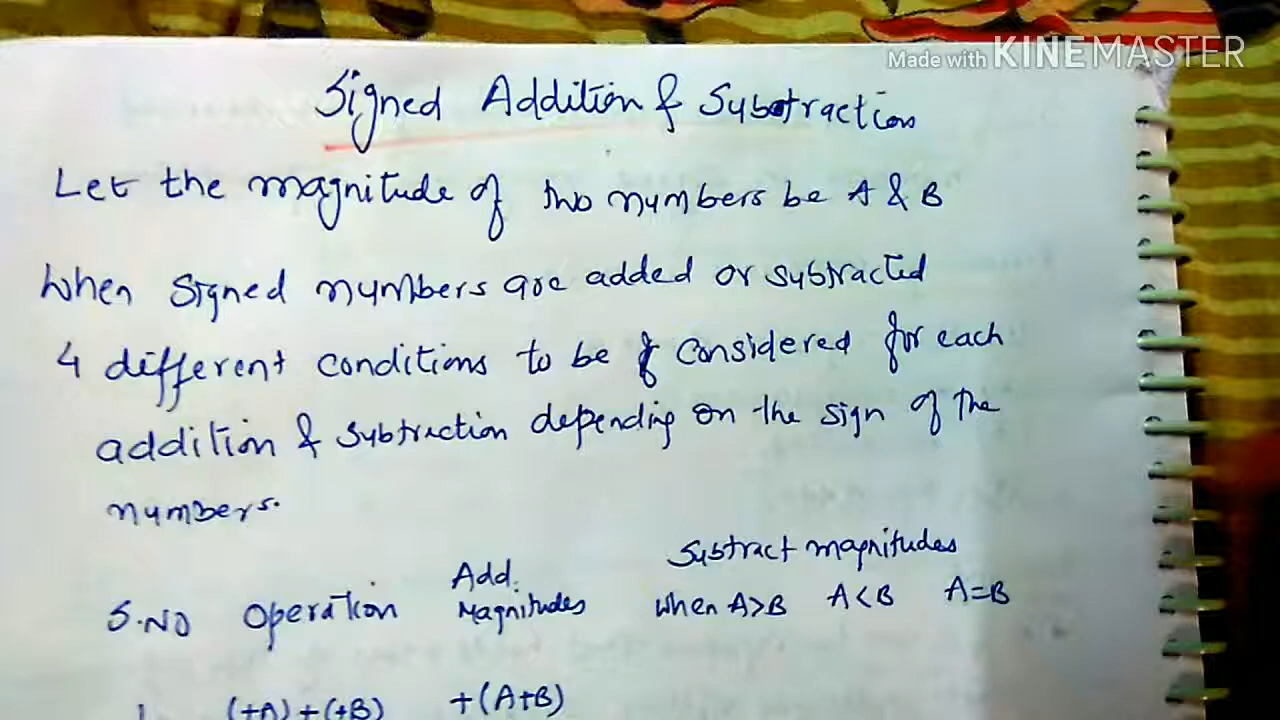 Made with KINEMASTER
Signed Addition & Subtraction
Let the magnitude of two numbers be A & B
When Signed numbers are added or subtracted
4 different conditions to be considered for each
addition & subtraction depending on the sign of the
numbers.
Add. Subtract magnitudes
S.NO Operation Magnitudes when A>B A<B A=B
1. (+A)+(+B) +(A+B)